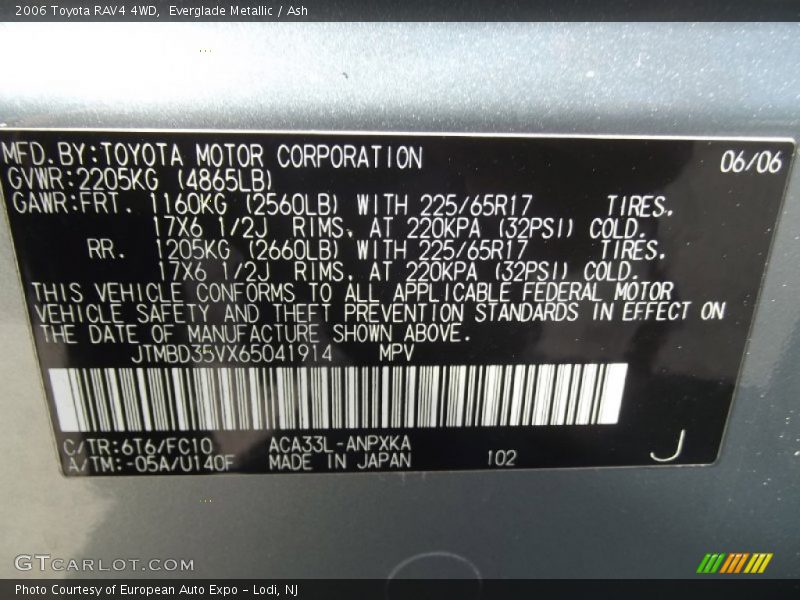 2006 Toyota RAV4 4WD, Everglade Metallic / Ash
MFD.BY:TOYOTA MOTOR CORPORATION 06/06
GVWR:2205KG (4865LB)
GAWR:FRT. 1160KG (2560LB) WITH 225/65R17 TIRES.
17X6 1/2J RIMS, AT 220KPA (32PSI) COLD.
RR. 1205KG (2660LB) WITH 225/65R17 TIRES.
17X6 1/2J RIMS, AT 220KPA (32PSI) COLD.
THIS VEHICLE CONFORMS TO ALL APPLICABLE FEDERAL MOTOR
VEHICLE SAFETY AND THEFT PREVENTION STANDARDS IN EFFECT ON
THE DATE OF MANUFACTURE SHOWN ABOVE.
JTMBD35VX65041914 MPV
C/TR:6T6/FC10 ACA33L-ANPXKA
A/TM:-05A/U140F MADE IN JAPAN 102 J
GTCARLOT.COM
Photo Courtesy of European Auto Expo - Lodi, NJ